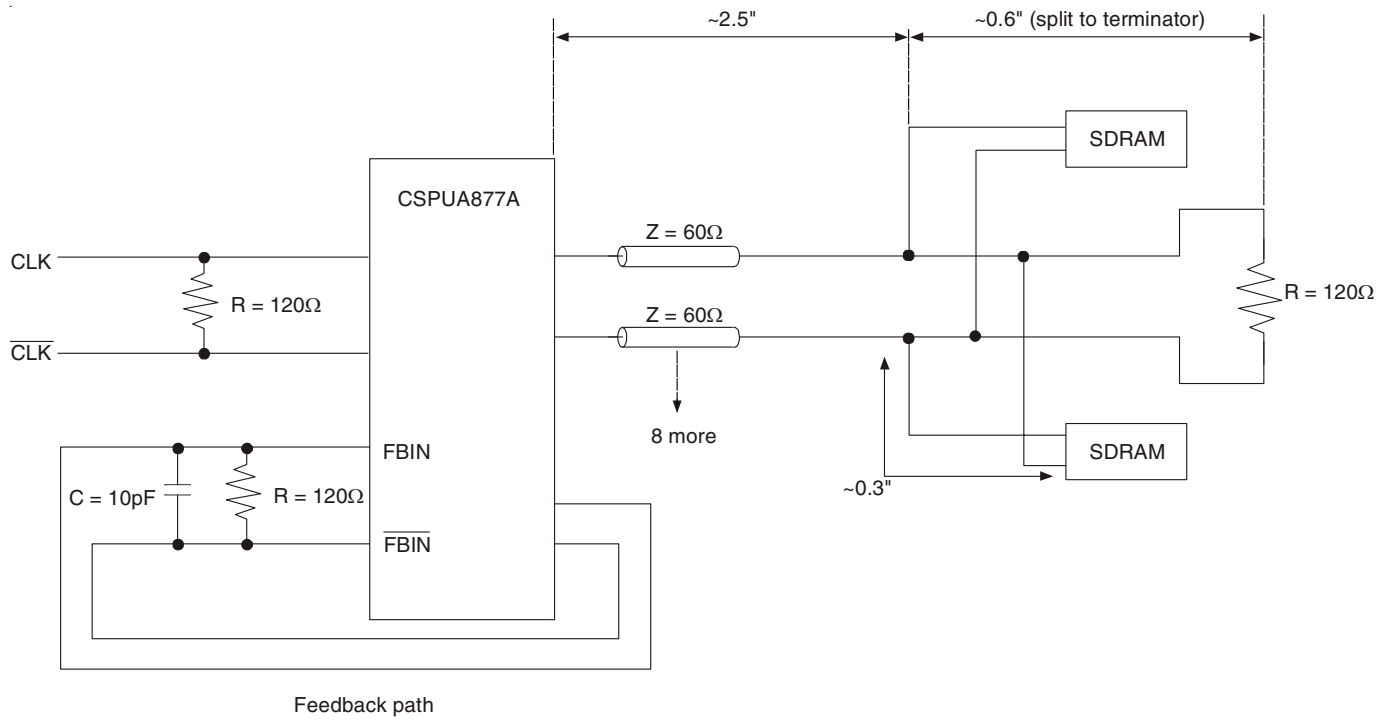 ~2.5"
~0.6" (split to terminator)
SDRAM
CSPUA877A
Z = 60Ω
CLK
R = 120Ω
R = 120Ω
Z = 60Ω
CLK
8 more
FBIN
SDRAM
C = 10pF
R = 120Ω
~0.3"
FBIN
Feedback path